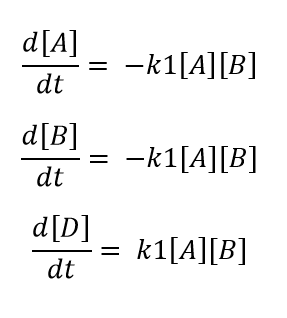 d[A]/dt = −k1[A][B]
d[B]/dt = −k1[A][B]
d[D]/dt = k1[A][B]